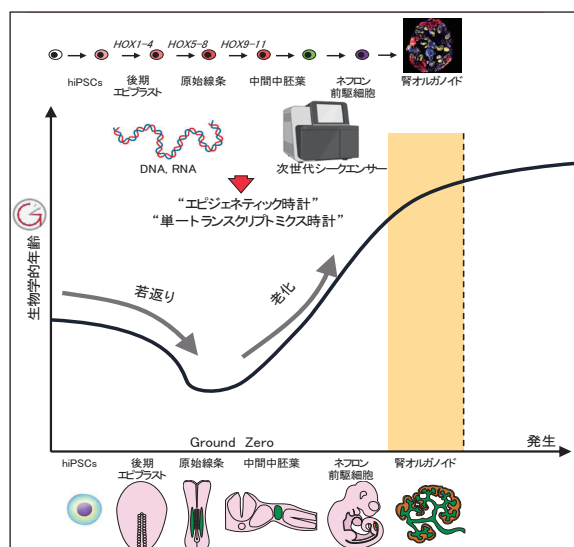 HOX1-4 HOX5-8 HOX9-11
hiPSCs
後期
エピブラスト
原始線条
中間中胚葉
ネフロン
前駆細胞
腎オルガノイド
DNA, RNA
次世代シークエンサー
“エピジェネティック時計”
“単一トランスクリプトミクス時計”
生物学的年齢
若返り
老化
Ground Zero
発生
hiPSCs
後期
エピブラスト
原始線条
中間中胚葉
ネフロン
前駆細胞
腎オルガノイド